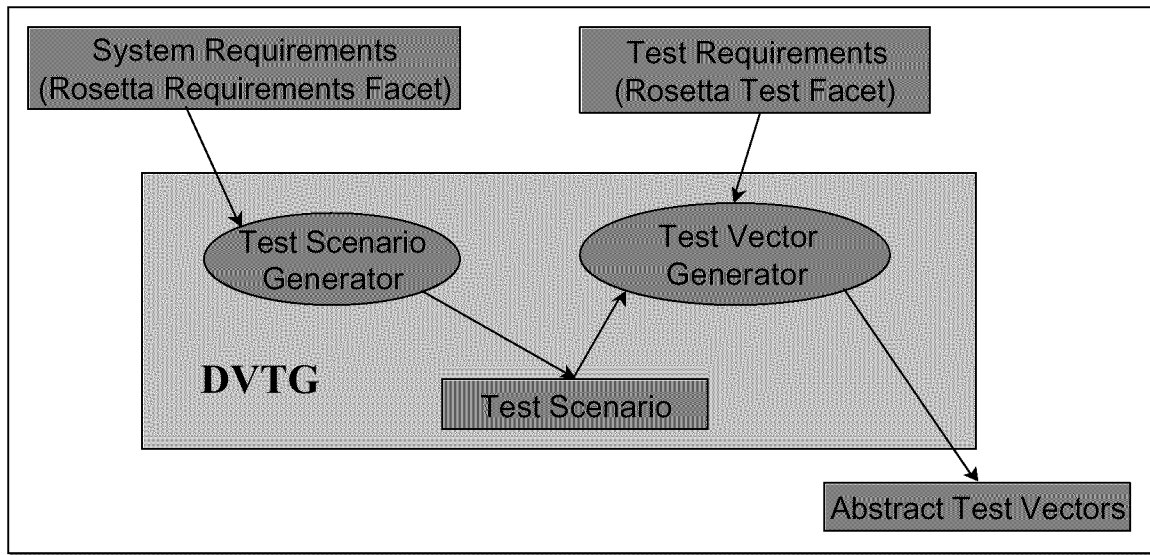 System Requirements
(Rosetta Requirements Facet)
Test Requirements
(Rosetta Test Facet)
Test Scenario
Generator
Test Vector
Generator
DVTG
Test Scenario
Abstract Test Vectors